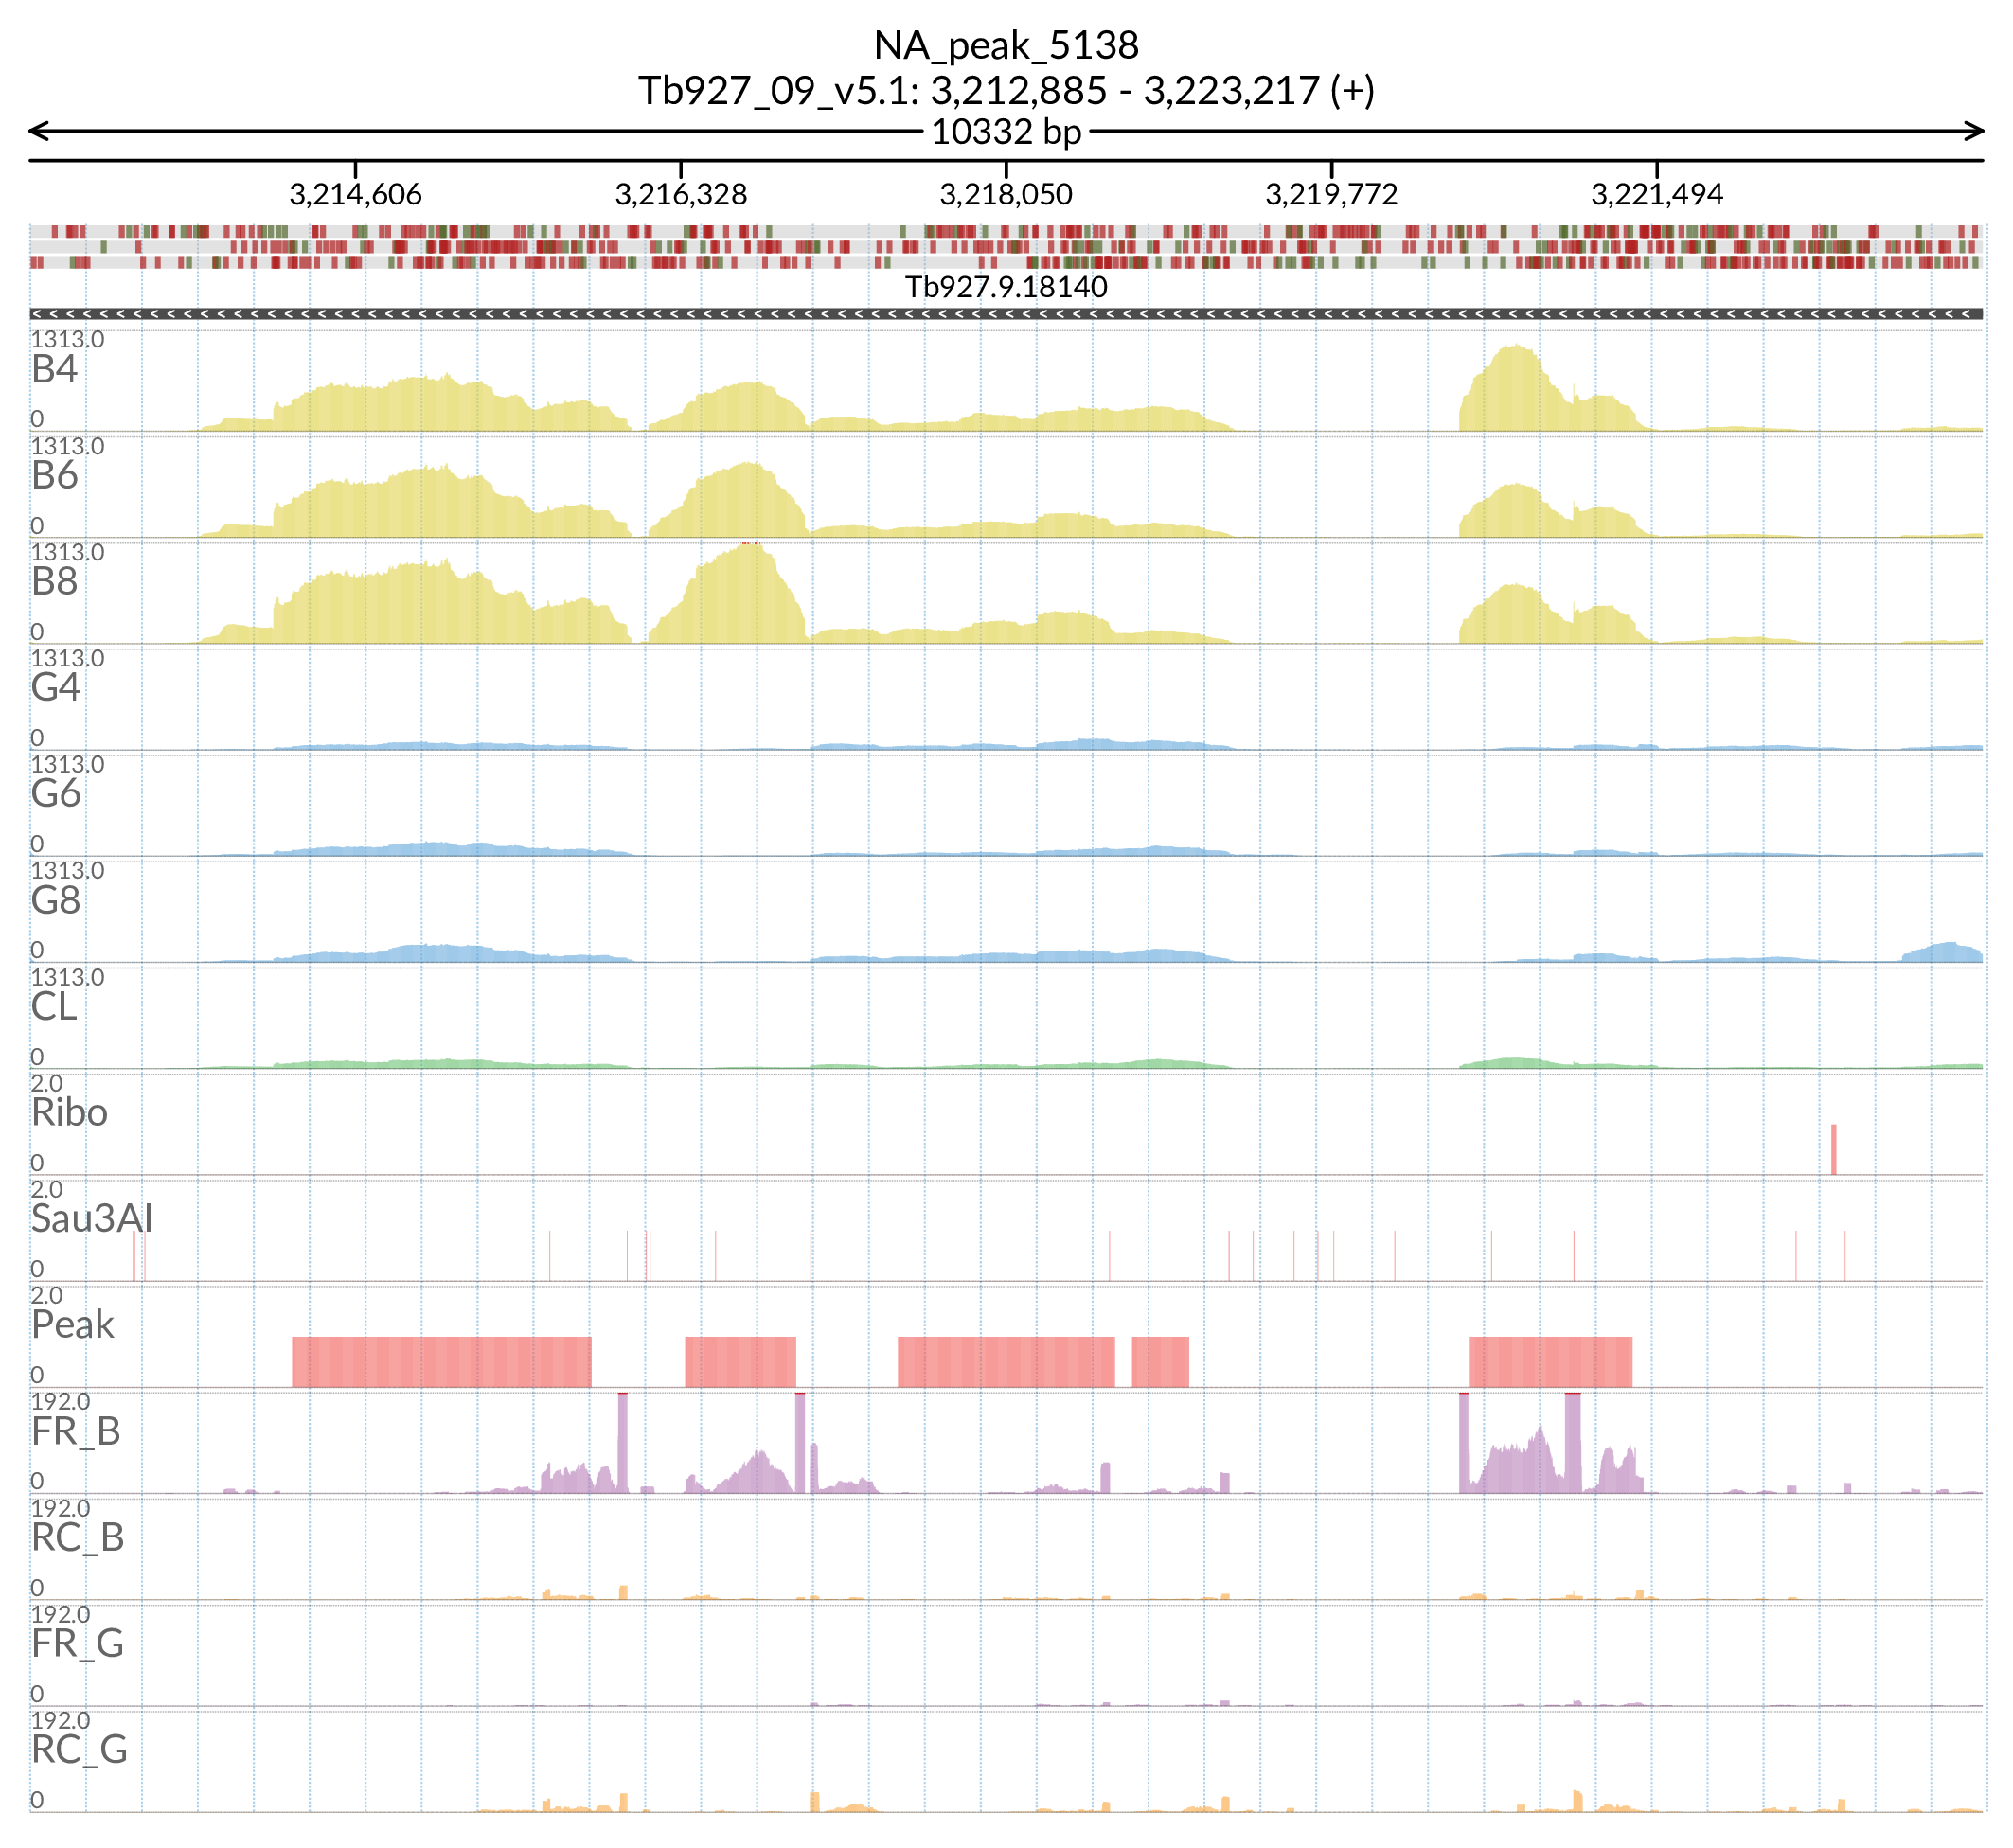 NA_peak_5138
Tb927_09_v5.1: 3,212,885 - 3,223,217 (+)
10332 bp
3,214,606 3,216,328 3,218,050 3,219,772 3,221,494
Tb927.9.18140
1313.0
B4
0
1313.0
B6
0
1313.0
B8
0
1313.0
G4
0
1313.0
G6
0
1313.0
G8
0
1313.0
CL
0
2.0
Ribo
0
2.0
Sau3AI
0
2.0
Peak
0
192.0
FR_B
0
192.0
RC_B
0
192.0
FR_G
0
192.0
RC_G
0